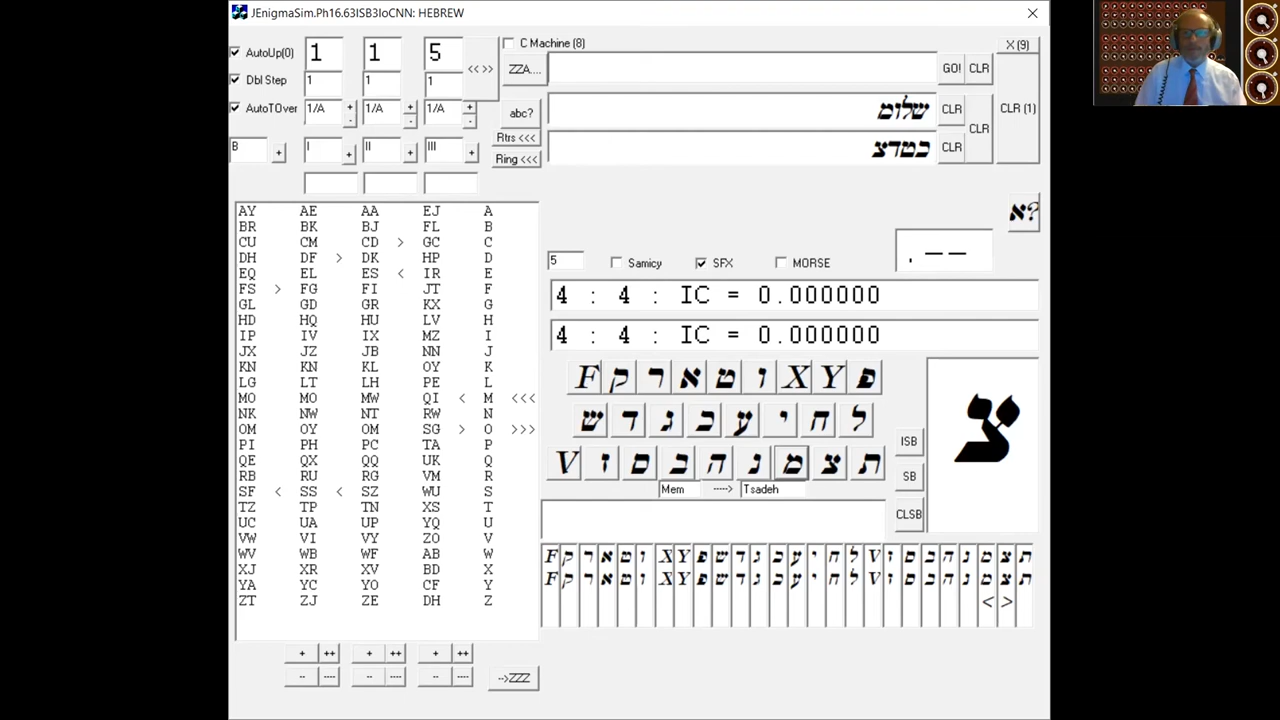 JEnigmaSim.Ph16.63ISB3IoCNN: HEBREW
AutoUp(0) 1 1 5 << >> C Machine (8) X (9)
Dbl Step 1 1 1 ZZA.... GO! CLR
AutoTOver 1/A + - 1/A + - 1/A + - abc? שלומ CLR CLR CLR (1)
Rtrs <<<
B + I + II + III + Ring <<< כטדצ CLR
א?
AY AE AA EJ A
BR BK BJ FL B
CU CM CD > GC C
DH DF > DK HP D
EQ EL ES < IR E
FS > FG FI JT F
GL GD GR KX G
HD HQ HU LV H
IP IV IX MZ I
JX JZ JB NN J
KN KN KL OY K
LG LT LH PE L
MO MO MW QI < M <<<
NK NW NT RW N
OM OY OM SG > O >>>
PI PH PC TA P
QE QX QQ UK Q
RB RU RG VM R
SF < SS < SZ WU S
TZ TP TN XS T
UC UA UP YQ U
VW VI VY ZO V
WV WB WF AB W
XJ XR XV BD X
YA YC YO CF Y
ZT ZJ ZE DH Z
5 Samicy SFX MORSE . — —
4 : 4 : IC = 0.000000
4 : 4 : IC = 0.000000
F ק ר א ט ו X Y פ
ש ד ג כ ע י ח ל
V ז ס ב ה נ מ צ ת
Mem ----> Tsadeh
צ
ISB
SB
CLSB
F ק ר א ט ו X Y פ ש ד ג כ ע י ח ל V ז ס ב ה נ מ צ ת
F ק ר א ט ו X Y פ ש ד ג כ ע י ח ל V ז ס ב ה נ מ צ ת
< >
+ ++ + ++ + ++
-- ---- -- ---- -- ---- -->ZZZ